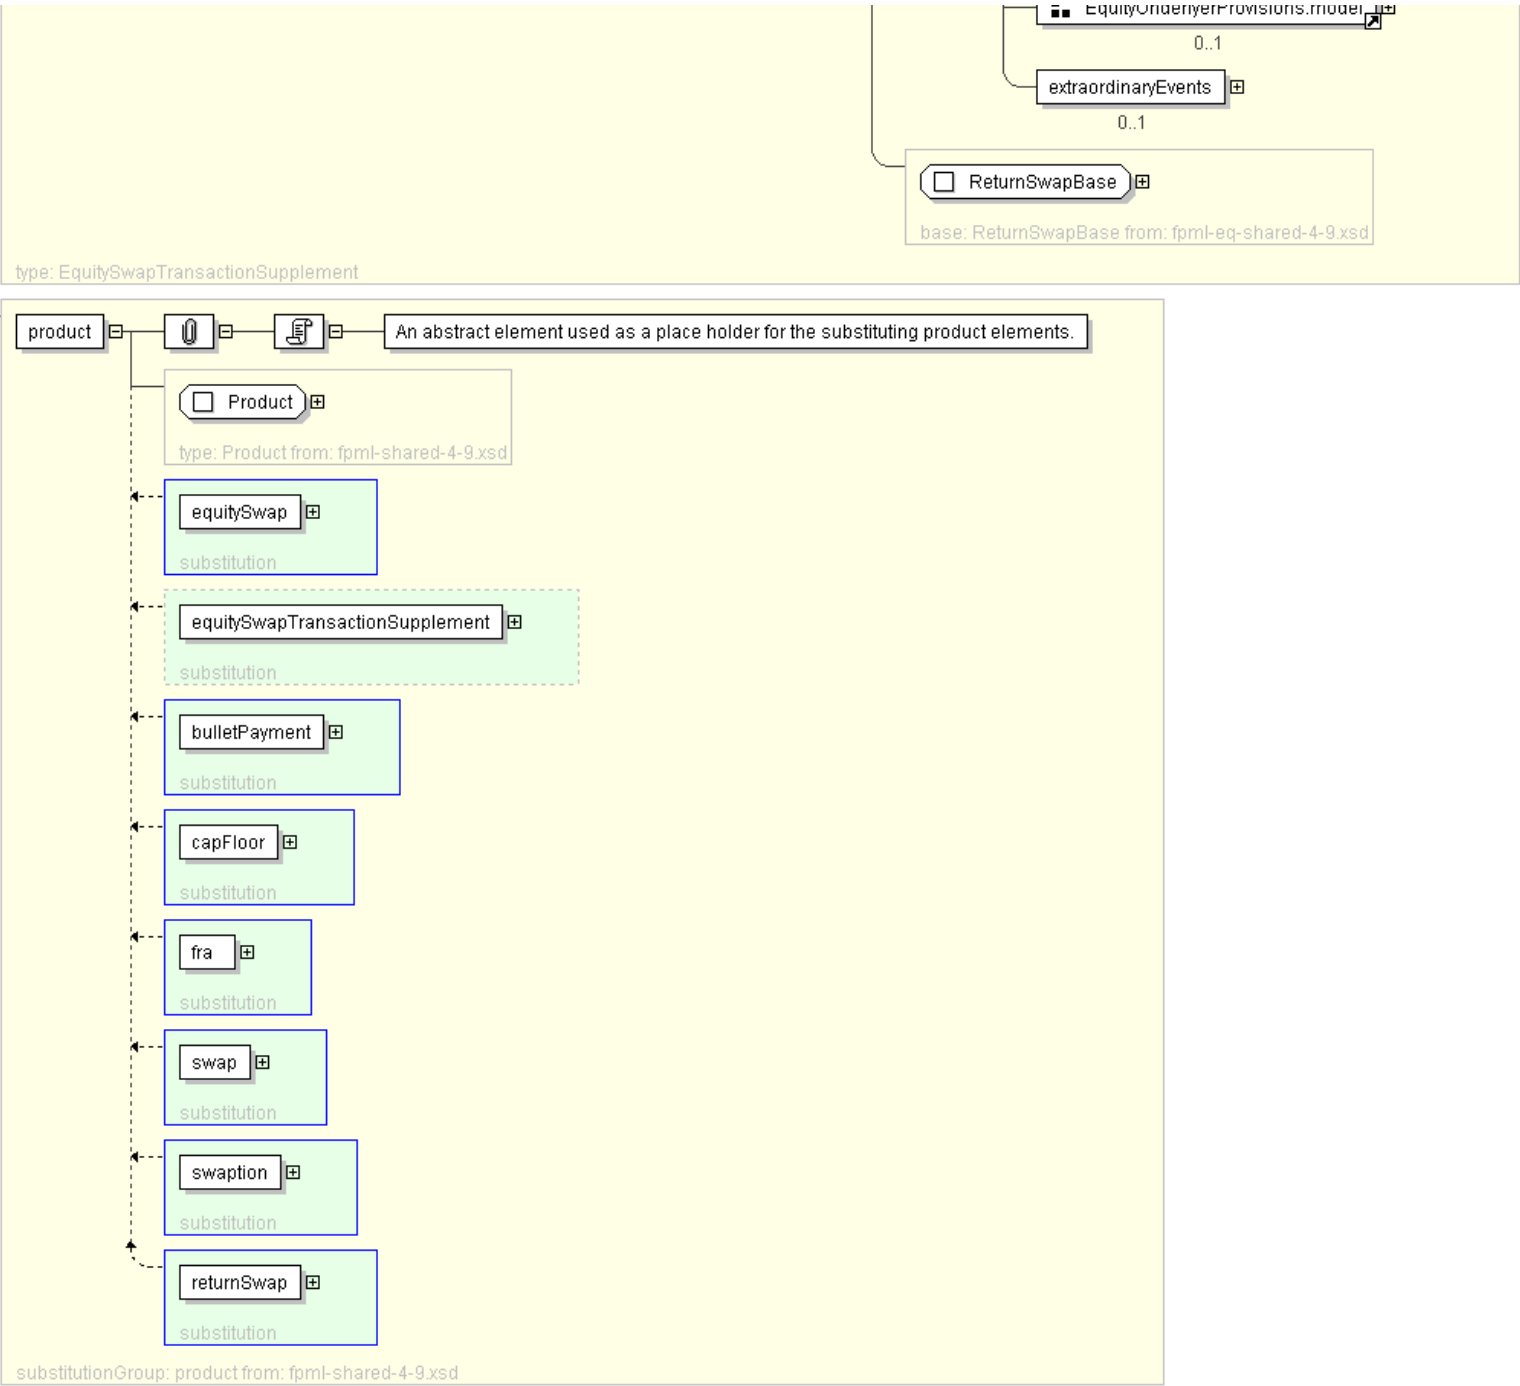 0..1
extraordinaryEvents
0..1
ReturnSwapBase
base: ReturnSwapBase from: fpml-eq-shared-4-9.xsd
type: EquitySwapTransactionSupplement
product An abstract element used as a place holder for the substituting product elements.
Product
type: Product from: fpml-shared-4-9.xsd
equitySwap
substitution
equitySwapTransactionSupplement
substitution
bulletPayment
substitution
capFloor
substitution
fra
substitution
swap
substitution
swaption
substitution
returnSwap
substitution
substitutionGroup: product from: fpml-shared-4-9.xsd